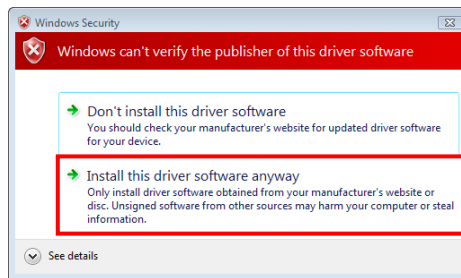 Windows Security
Windows can't verify the publisher of this driver software
Don't install this driver software
You should check your manufacturer's website for updated driver software
for your device.
Install this driver software anyway
Only install driver software obtained from your manufacturer's website or
disc. Unsigned software from other sources may harm your computer or steal
information.
See details